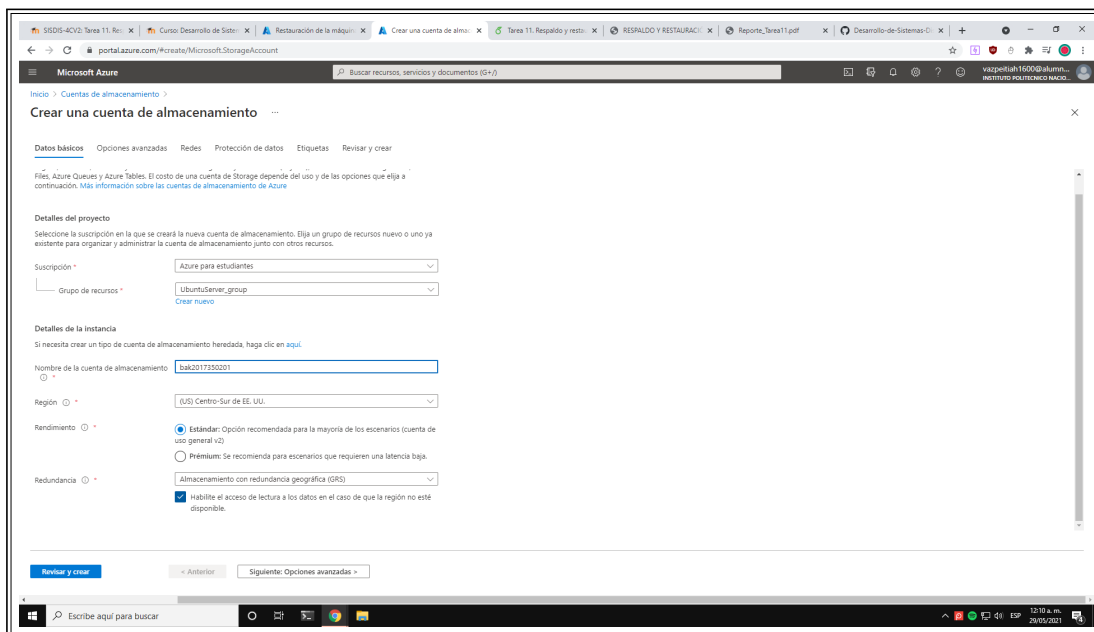 SISDIS-4CV2: Tarea 11. Res
Curso: Desarrollo de Sistem
Restauración de la máquin
Crear una cuenta de almac
Tarea 11. Respaldo y resta
RESPALDO Y RESTAURACI
Reporte_Tarea11.pdf
Desarrollo-de-Sistemas-D
portal.azure.com/#create/Microsoft.StorageAccount
Microsoft Azure
Buscar recursos, servicios y documentos (G+/)
vazpeitiah1600@alumn...
INSTITUTO POLITECNICO NACIO...
Inicio > Cuentas de almacenamiento >
Crear una cuenta de almacenamiento ...
Datos básicos Opciones avanzadas Redes Protección de datos Etiquetas Revisar y crear
Files, Azure Queues y Azure Tables. El costo de una cuenta de Storage depende del uso y de las opciones que elija a
continuación. Más información sobre las cuentas de almacenamiento de Azure
Detalles del proyecto
Seleccione la suscripción en la que se creará la nueva cuenta de almacenamiento. Elija un grupo de recursos nuevo o uno ya
existente para organizar y administrar la cuenta de almacenamiento junto con otros recursos.
Suscripción *
Azure para estudiantes
Grupo de recursos *
UbuntuServer_group
Crear nuevo
Detalles de la instancia
Si necesita crear un tipo de cuenta de almacenamiento heredada, haga clic en aquí.
Nombre de la cuenta de almacenamiento *
bak2017350201
Región *
(US) Centro-Sur de EE. UU.
Rendimiento *
Estándar: Opción recomendada para la mayoría de los escenarios (cuenta de
uso general v2)
Prémium: Se recomienda para escenarios que requieren una latencia baja.
Redundancia *
Almacenamiento con redundancia geográfica (GRS)
Habilite el acceso de lectura a los datos en el caso de que la región no esté
disponible.
Revisar y crear
< Anterior
Siguiente: Opciones avanzadas >
Escribe aquí para buscar
ESP
12:10 a. m.
29/05/2021